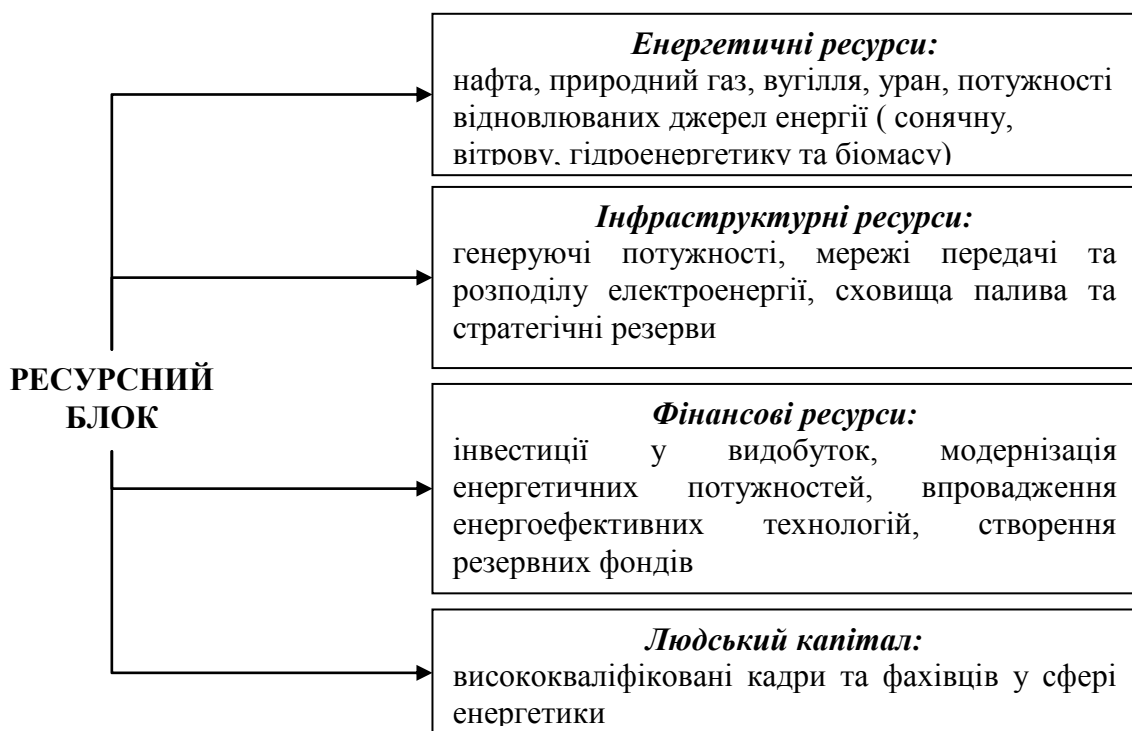 Енергетичні ресурси:
нафта, природний газ, вугілля, уран, потужності
відновлюваних джерел енергії ( сонячну,
вітрову, гідроенергетику та біомасу)
Інфраструктурні ресурси:
генеруючі потужності, мережі передачі та
розподілу електроенергії, сховища палива та
стратегічні резерви
РЕСУРСНИЙ
БЛОК
Фінансові ресурси:
інвестиції у видобуток, модернізація
енергетичних потужностей, впровадження
енергоефективних технологій, створення
резервних фондів
Людський капітал:
висококваліфіковані кадри та фахівців у сфері
енергетики